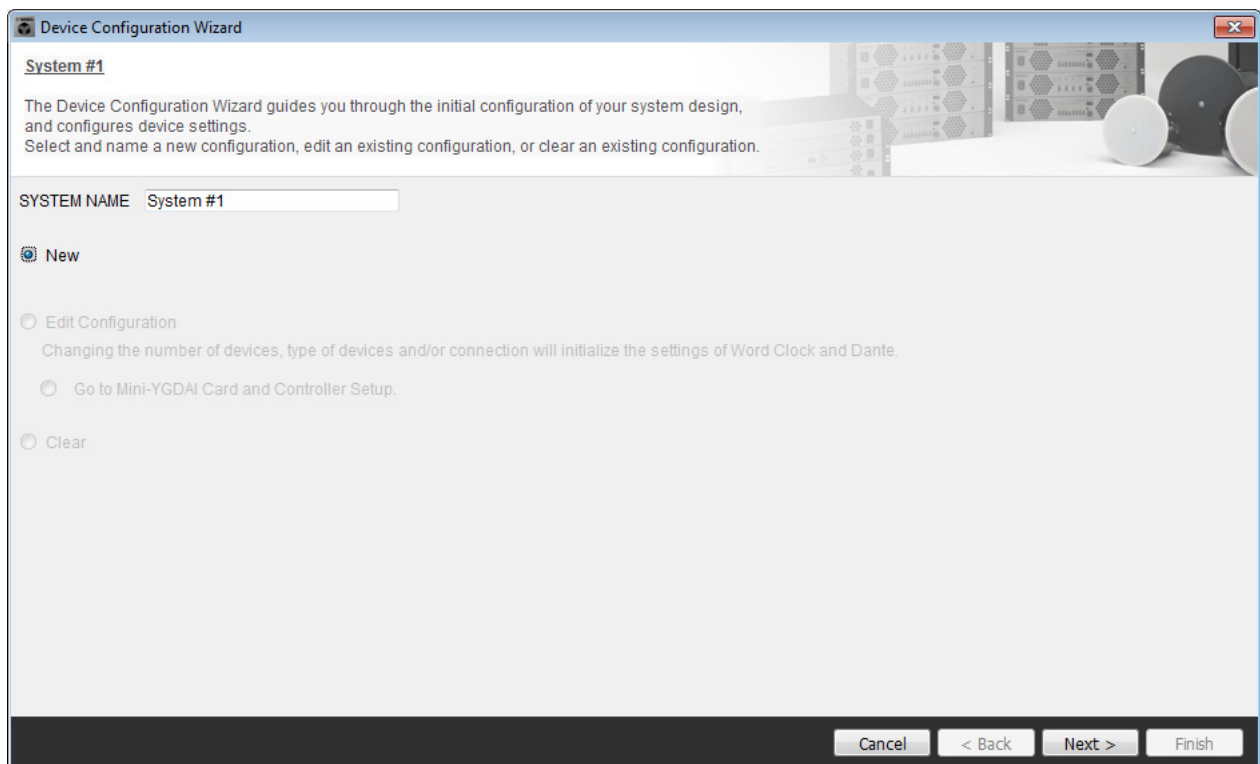 Device Configuration Wizard
System #1
The Device Configuration Wizard guides you through the initial configuration of your system design,
and configures device settings.
Select and name a new configuration, edit an existing configuration, or clear an existing configuration.
SYSTEM NAME System #1
New
Edit Configuration
Changing the number of devices, type of devices and/or connection will initialize the settings of Word Clock and Dante.
Go to Mini-YGDAI Card and Controller Setup.
Clear
Cancel < Back Next > Finish